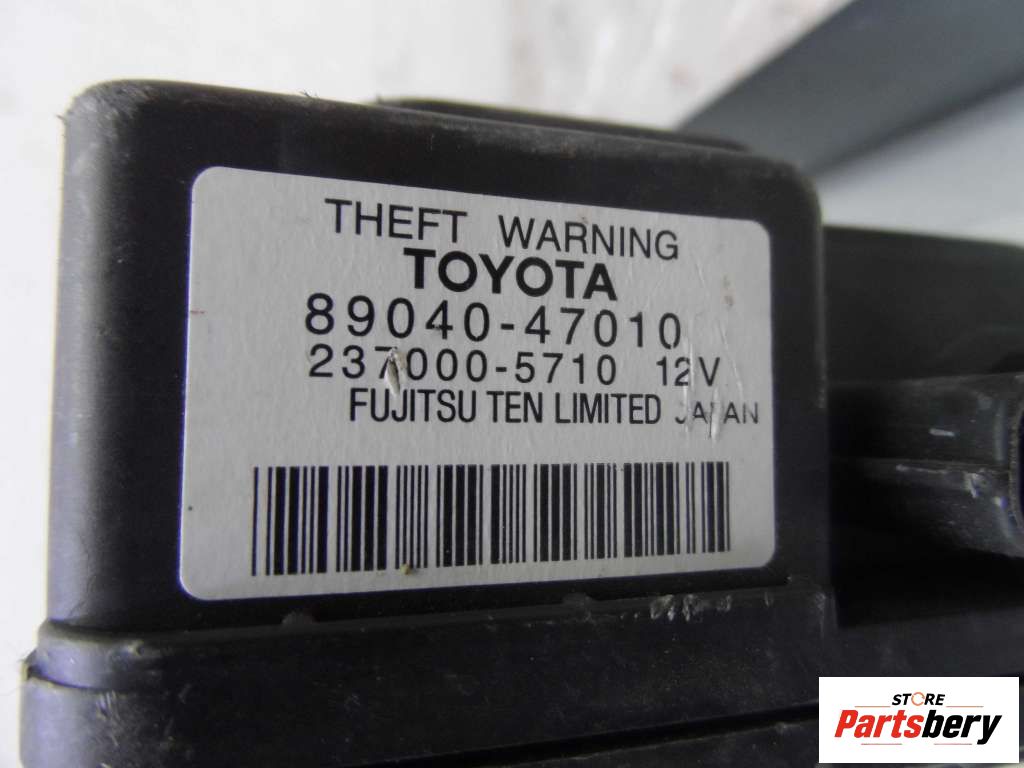 THEFT WARNING
TOYOTA
89040-47010
237000-5710 12V
FUJITSU TEN LIMITED JAPAN
STORE
Partsbery